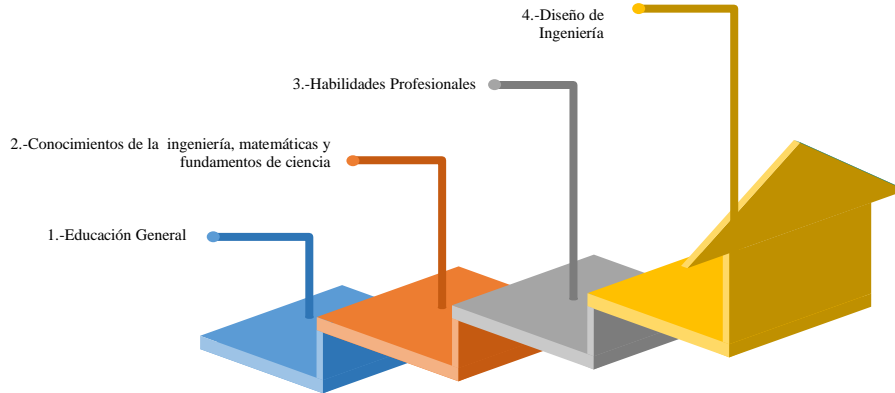 4.-Diseño de
Ingeniería
3.-Habilidades Profesionales
2.-Conocimientos de la ingeniería, matemáticas y
fundamentos de ciencia
1.-Educación General